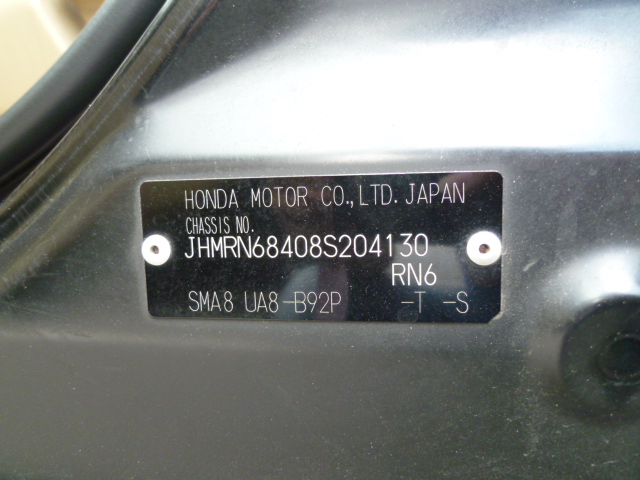 HONDA MOTOR CO.,LTD. JAPAN
CHASSIS NO.
JHMRN68408S204130
RN6
SMA8 UA8-B92P -T -S